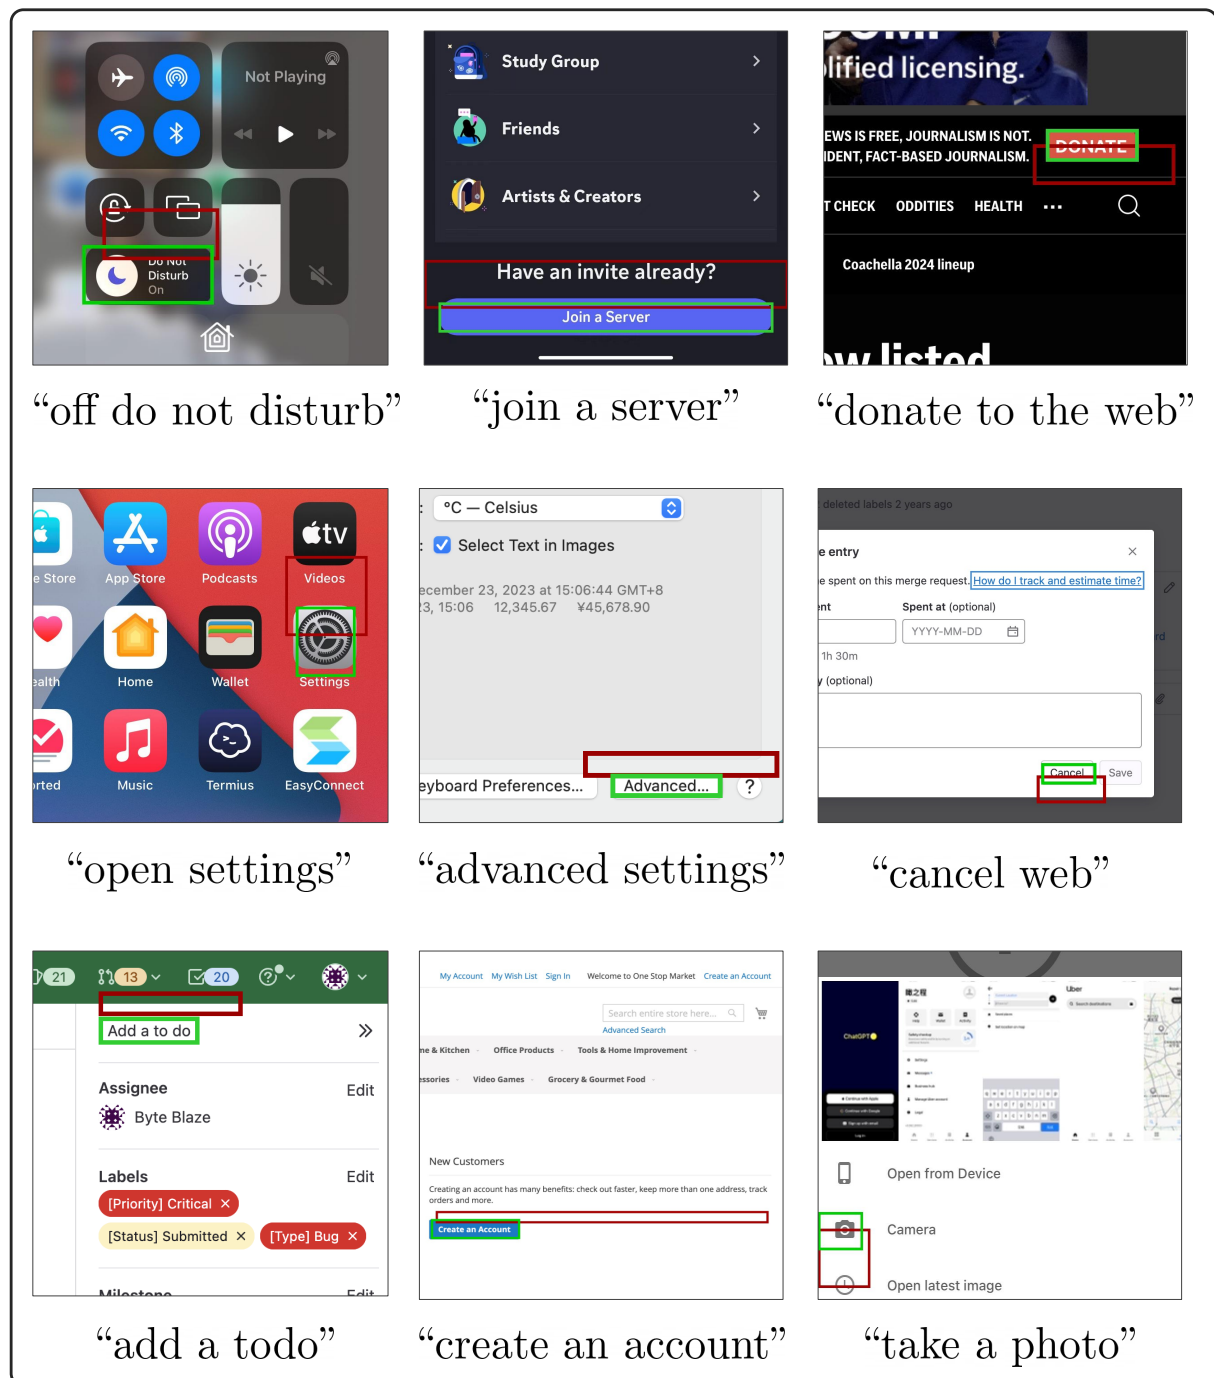 Not Playing
Do Not
Disturb
On
Study Group
Friends
Artists & Creators
Have an invite already?
Join a Server
lified licensing.
EWS IS FREE, JOURNALISM IS NOT.
IDENT, FACT-BASED JOURNALISM.
DONATE
T CHECK ODDITIES HEALTH ...
Coachella 2024 lineup
ow listed
“off do not disturb”
“join a server”
“donate to the web”
tv
e Store App Store Podcasts Videos
ealth Home Wallet Settings
orted Music Termius EasyConnect
: °C — Celsius
: Select Text in Images
ecember 23, 2023 at 15:06:44 GMT+8
23, 15:06 12,345.67 ¥45,678.90
eyboard Preferences... Advanced... ?
deleted labels 2 years ago
e entry
e spent on this merge request. How do I track and estimate time?
ent Spent at (optional)
YYYY-MM-DD
rd
1h 30m
y (optional)
Cancel Save
“open settings”
“advanced settings”
“cancel web”
21 13 20
Add a to do
Assignee Edit
Byte Blaze
Labels Edit
[Priority] Critical ×
[Status] Submitted × [Type] Bug ×
Milestone Edit
My Account My Wish List Sign In Welcome to One Stop Market Create an Account
Search entire store here...
Advanced Search
me & Kitchen Office Products Tools & Home Improvement
essories Video Games Grocery & Gourmet Food
New Customers
Creating an account has many benefits: check out faster, keep more than one address, track
orders and more.
Create an Account
ChatGPT
Uber
Open from Device
Camera
Open latest image
“add a todo”
“create an account”
“take a photo”